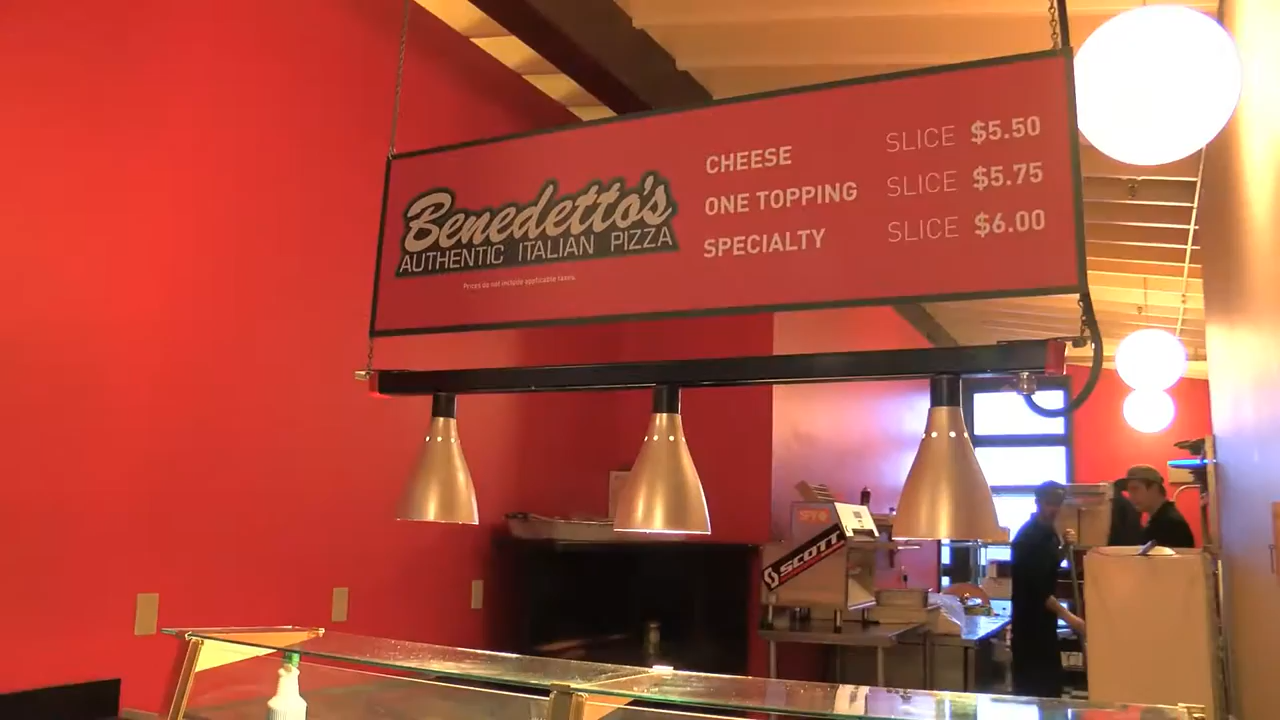 Benedetto's
AUTHENTIC ITALIAN PIZZA
Prices do not include applicable taxes.
CHEESE SLICE $5.50
ONE TOPPING SLICE $5.75
SPECIALTY SLICE $6.00
SPY
SCOTT